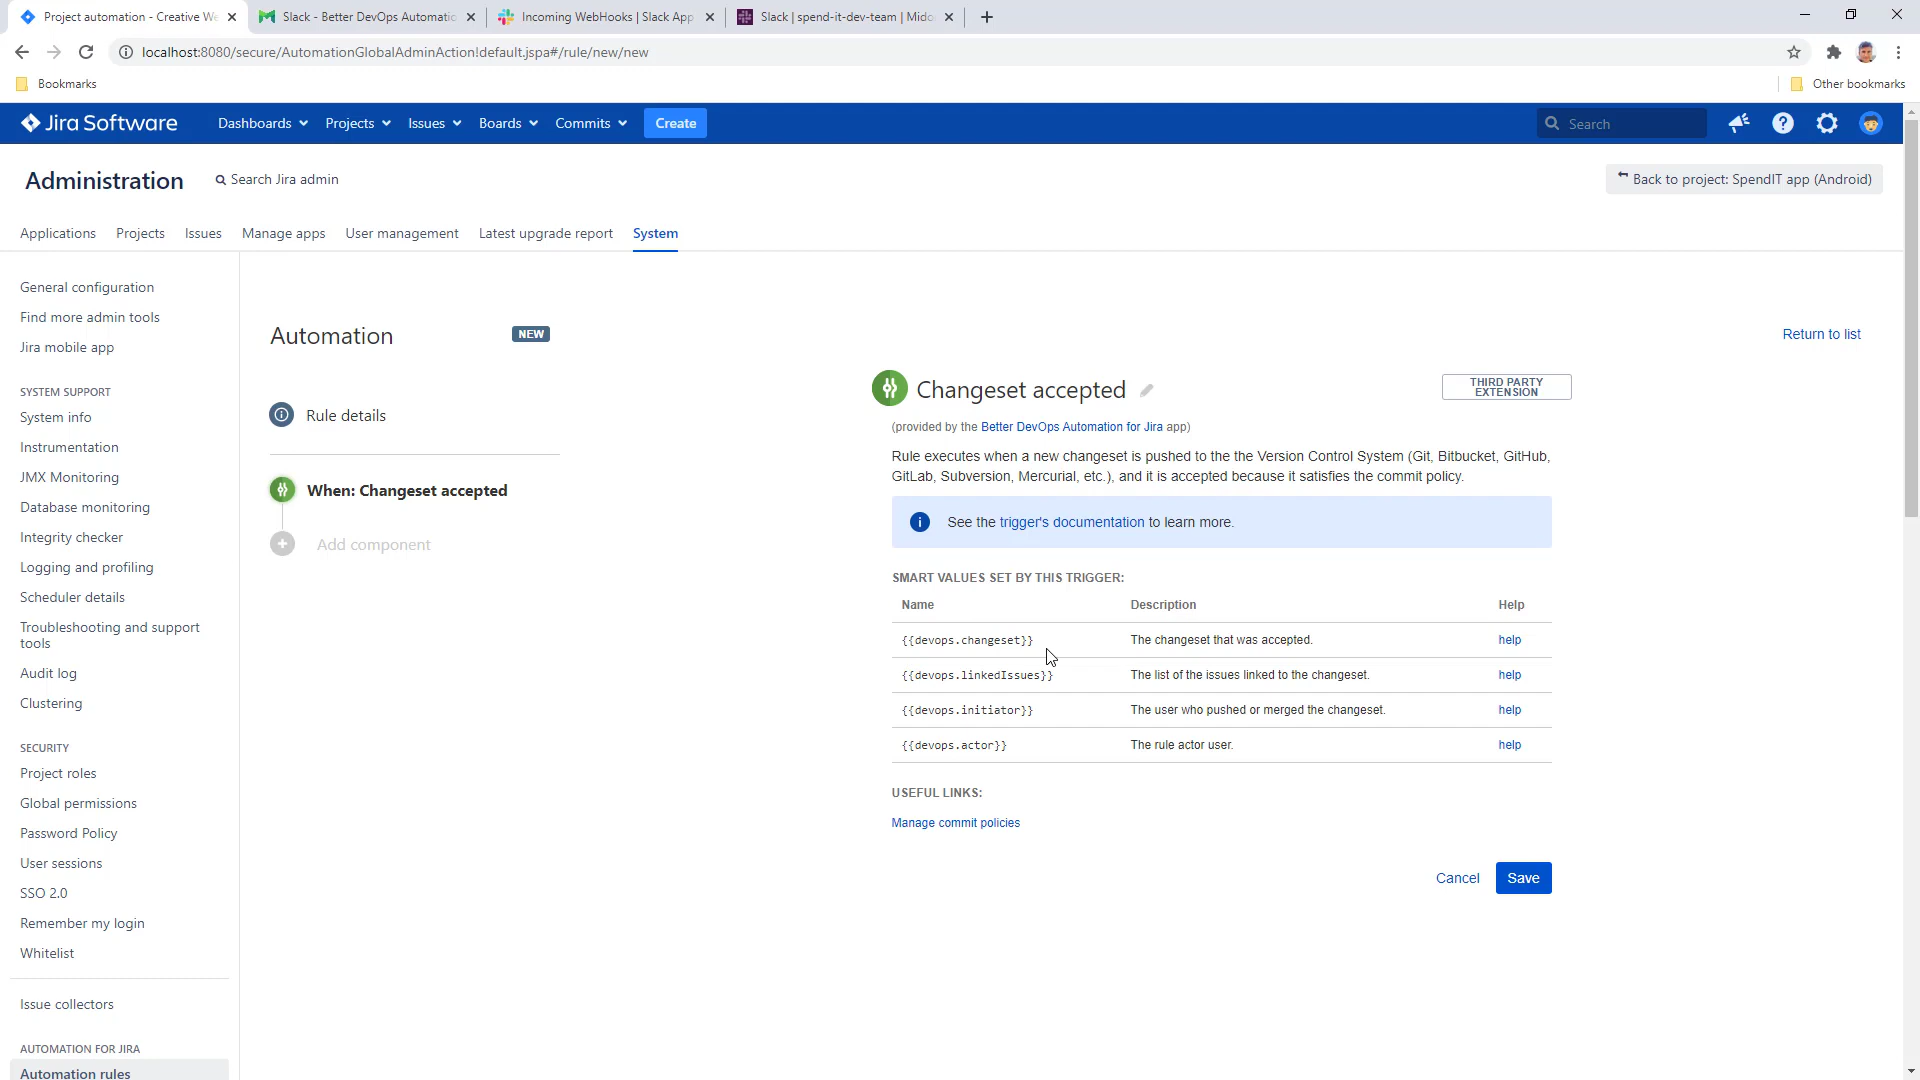 Project automation - Creative We
Slack - Better DevOps Automatic
Incoming WebHooks | Slack App
Slack | spend-it-dev-team | Mido
localhost:8080/secure/AutomationGlobalAdminAction!default.jspa#/rule/new/new
Bookmarks
Other bookmarks
Jira Software
Dashboards
Projects
Issues
Boards
Commits
Create
Search
Administration
Search Jira admin
Back to project: SpendIT app (Android)
Applications
Projects
Issues
Manage apps
User management
Latest upgrade report
System
General configuration
Find more admin tools
Jira mobile app
SYSTEM SUPPORT
System info
Instrumentation
JMX Monitoring
Database monitoring
Integrity checker
Logging and profiling
Scheduler details
Troubleshooting and support
tools
Audit log
Clustering
SECURITY
Project roles
Global permissions
Password Policy
User sessions
SSO 2.0
Remember my login
Whitelist
Issue collectors
AUTOMATION FOR JIRA
Automation rules
Automation
NEW
Rule details
When: Changeset accepted
Add component
Return to list
Changeset accepted
THIRD PARTY
EXTENSION
(provided by the Better DevOps Automation for Jira app)
Rule executes when a new changeset is pushed to the the Version Control System (Git, Bitbucket, GitHub,
GitLab, Subversion, Mercurial, etc.), and it is accepted because it satisfies the commit policy.
See the trigger's documentation to learn more.
SMART VALUES SET BY THIS TRIGGER:
Name Description Help
{{devops.changeset}} The changeset that was accepted. help
{{devops.linkedIssues}} The list of the issues linked to the changeset. help
{{devops.initiator}} The user who pushed or merged the changeset. help
{{devops.actor}} The rule actor user. help
USEFUL LINKS:
Manage commit policies
Cancel
Save